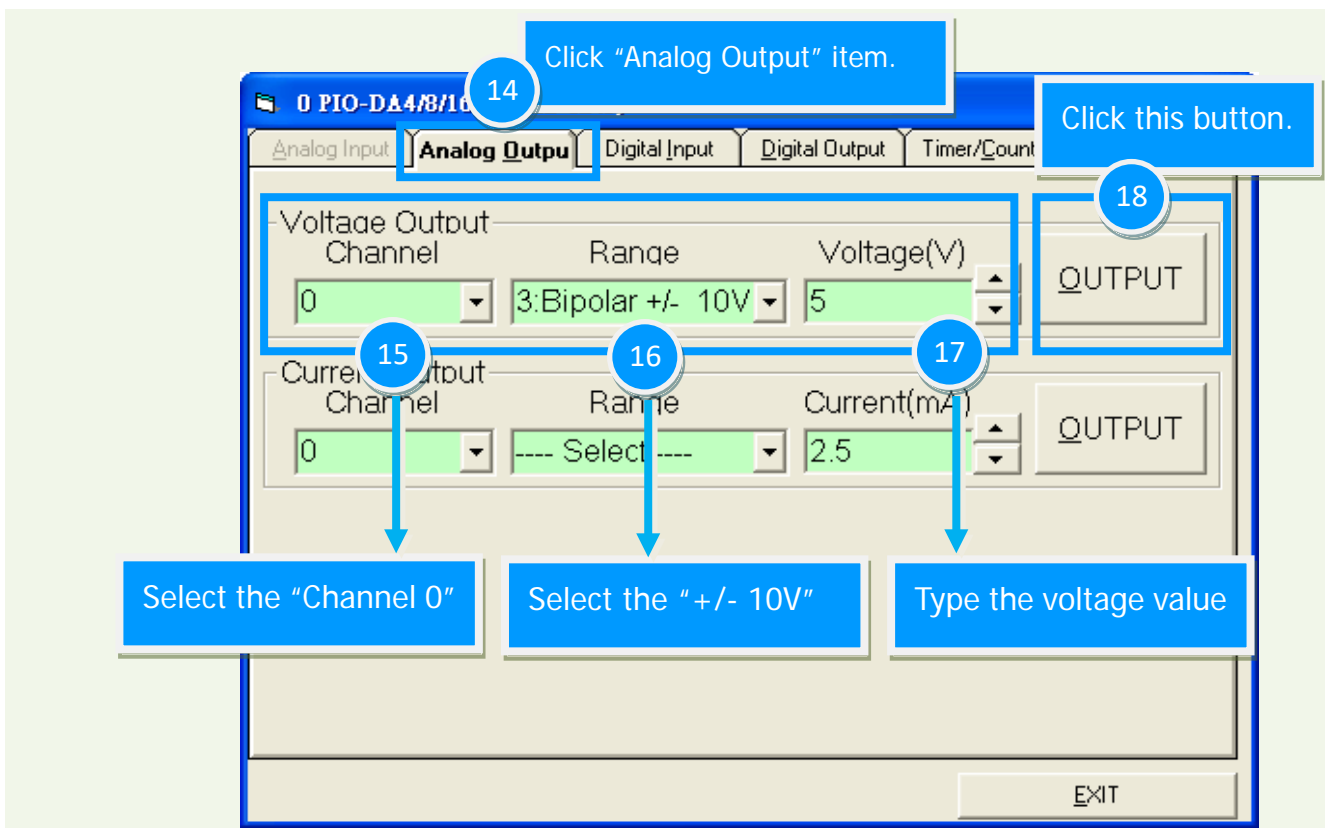 Click “Analog Output” item.
14
0 PIO-DA4/8/16
Click this button.
Analog Input
Analog Outpu
Digital Input
Digital Output
Timer/Count
18
Voltage Output
Channel
Range
Voltage(V)
0
3:Bipolar +/- 10V
5
OUTPUT
15
16
17
Current Output
Channel
Range
Current(mA)
0
---- Select ----
2.5
OUTPUT
Select the “Channel 0”
Select the “+/- 10V”
Type the voltage value
EXIT